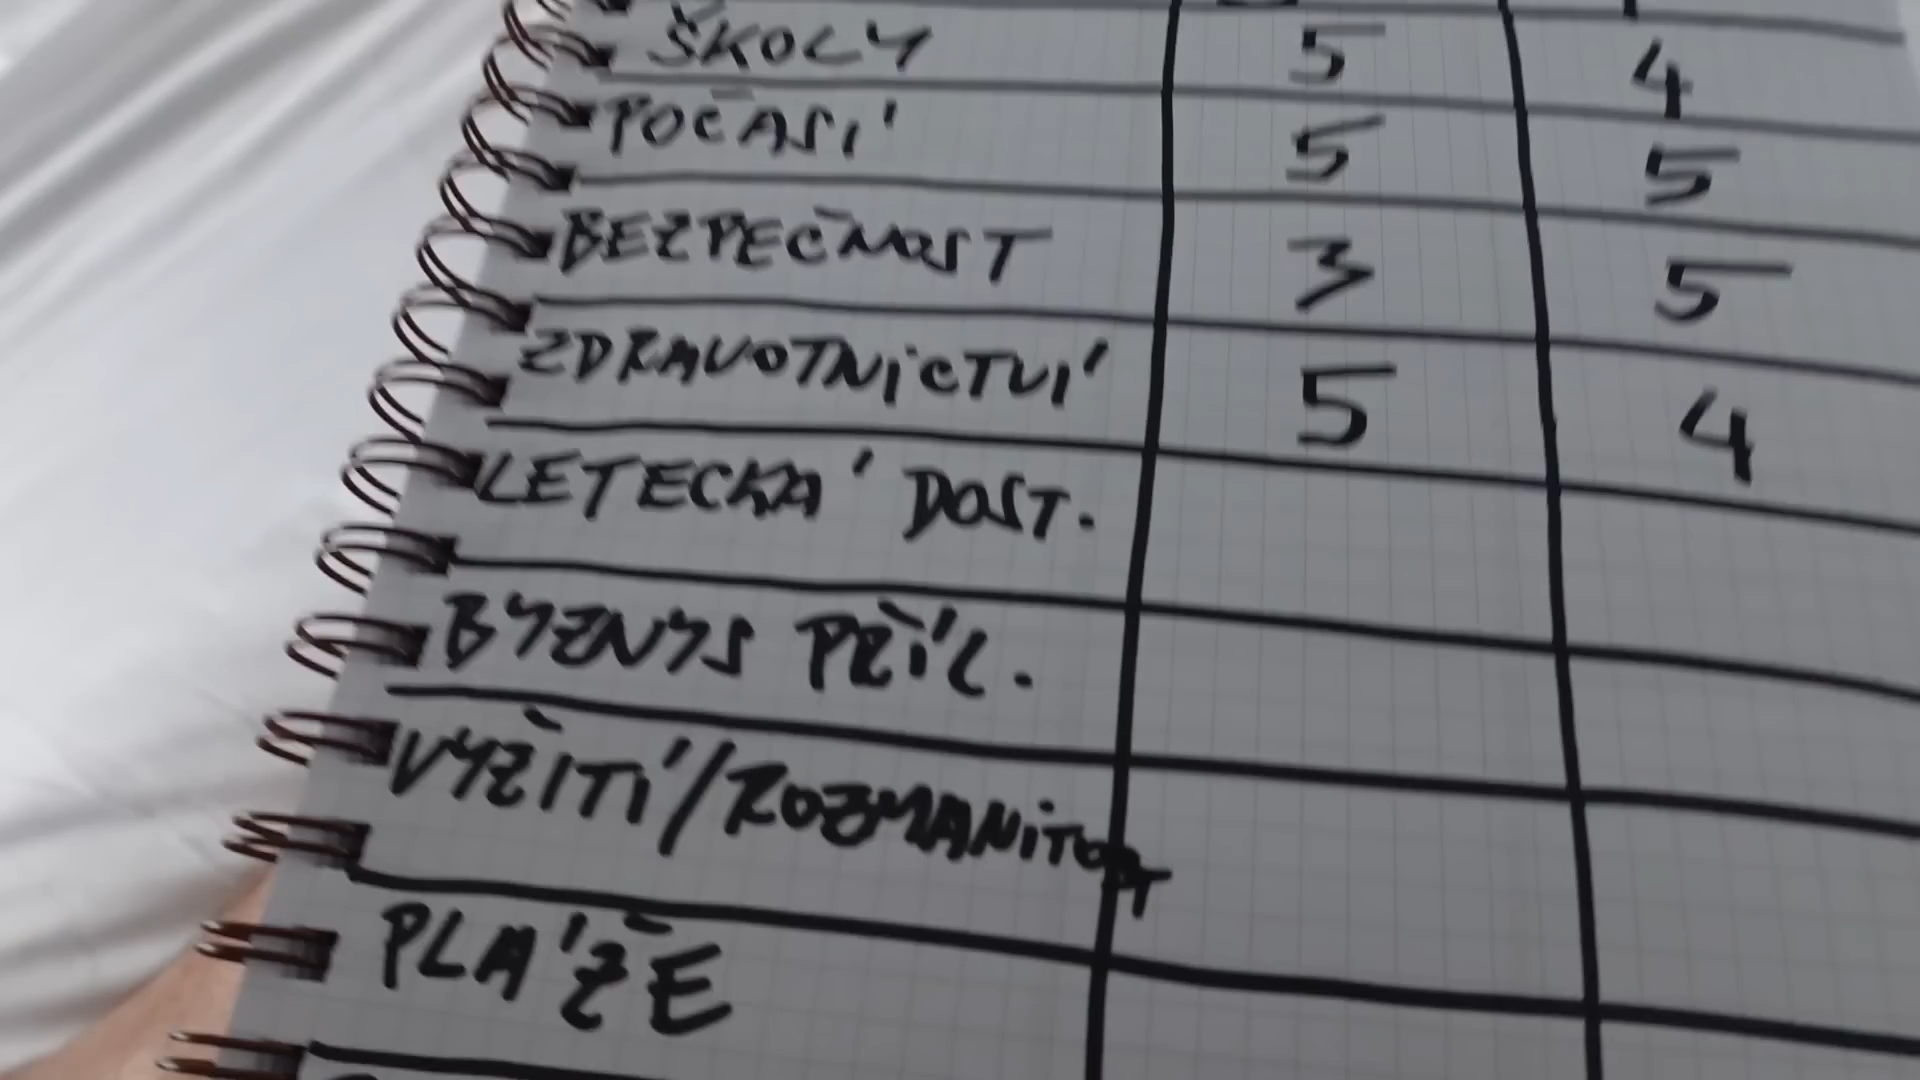 ŠKOLY 5 4
POČASÍ 5 5
BEZPEČNOST 3 5
ZDRAVOTNiCTVÍ 5 4
LETECKÁ DOST.
BYZNYS PŘÍL.
VYŽITÍ/ROZMANiTOST
PLÁŽE